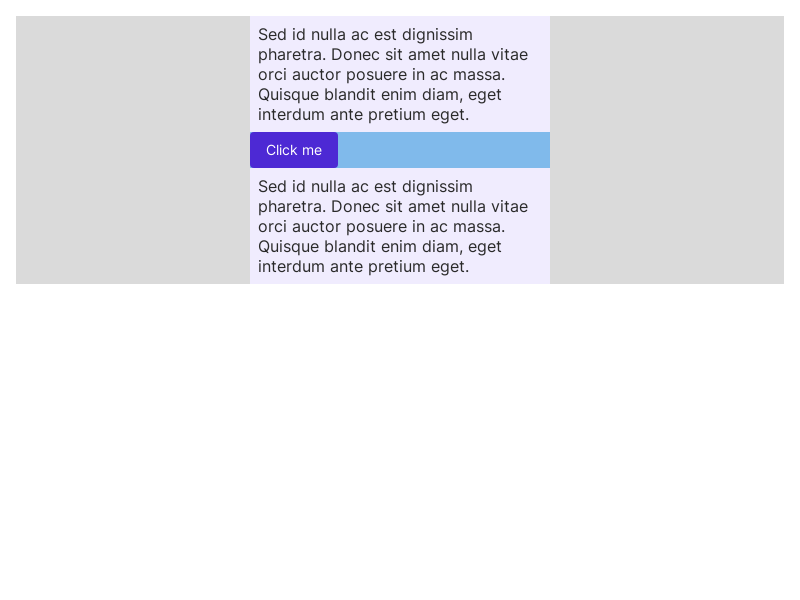 Sed id nulla ac est dignissim
pharetra. Donec sit amet nulla vitae
orci auctor posuere in ac massa.
Quisque blandit enim diam, eget
interdum ante pretium eget.
Click me
Sed id nulla ac est dignissim
pharetra. Donec sit amet nulla vitae
orci auctor posuere in ac massa.
Quisque blandit enim diam, eget
interdum ante pretium eget.